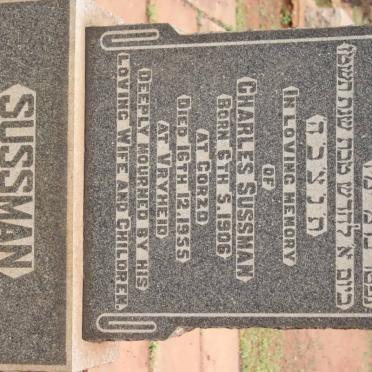 ת נ צ ב ה
IN LOVING MEMORY
OF
CHARLES SUSSMAN
BORN 6TH 5.1906
AT CORZD
DIED 16TH 12.1955
AT VRYHEID
DEEPLY MOURNED BY HIS
LOVING WIFE AND CHILDREN.
SUSSMAN